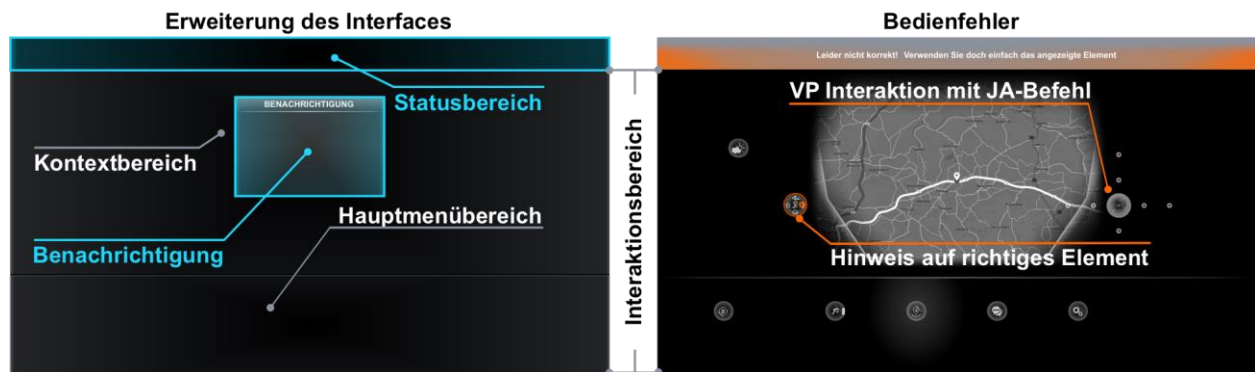 Erweiterung des Interfaces
BENACHRICHTIGUNG
Statusbereich
Kontextbereich
Hauptmenübereich
Benachrichtigung
Interaktionsbereich
Bedienfehler
Leider nicht korrekt! Verwenden Sie doch einfach das angezeigte Element
VP Interaktion mit JA-Befehl
Hinweis auf richtiges Element